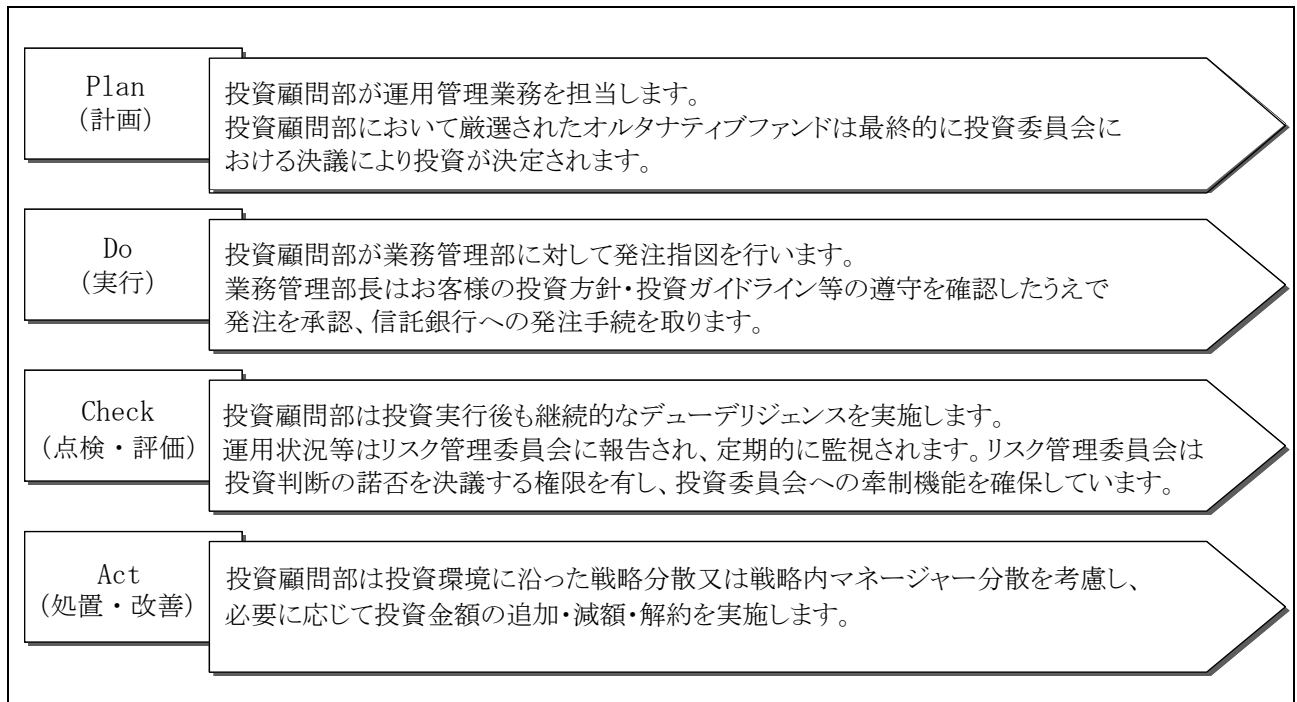 Plan
(計画)
投資顧問部が運用管理業務を担当します。
投資顧問部において厳選されたオルタナティブファンドは最終的に投資委員会に
おける決議により投資が決定されます。
Do
(実行)
投資顧問部が業務管理部に対して発注指図を行います。
業務管理部長はお客様の投資方針・投資ガイドライン等の遵守を確認したうえで
発注を承認、信託銀行への発注手続を取ります。
Check
(点検・評価)
投資顧問部は投資実行後も継続的なデューデリジェンスを実施します。
運用状況等はリスク管理委員会に報告され、定期的に監視されます。リスク管理委員会は
投資判断の諾否を決議する権限を有し、投資委員会への牽制機能を確保しています。
Act
(処置・改善)
投資顧問部は投資環境に沿った戦略分散又は戦略内マネージャー分散を考慮し、
必要に応じて投資金額の追加・減額・解約を実施します。